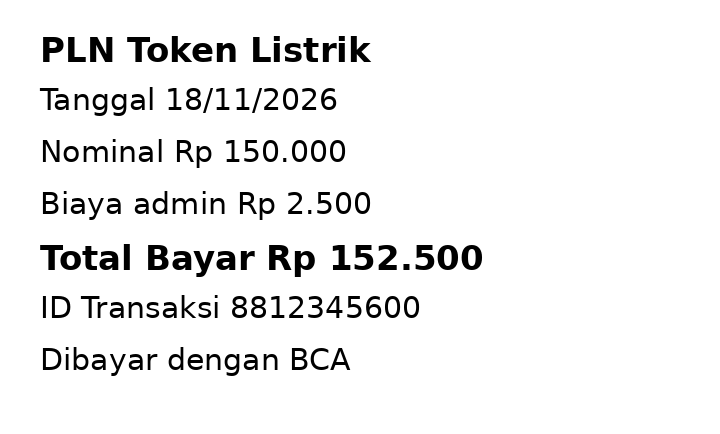 PLN Token Listrik
Tanggal 18/11/2026
Nominal Rp 150.000
Biaya admin Rp 2.500
Total Bayar Rp 152.500
ID Transaksi 8812345600
Dibayar dengan BCA